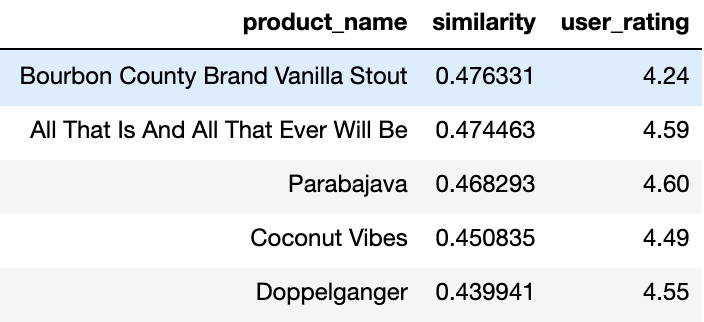 product_name similarity user_rating
Bourbon County Brand Vanilla Stout 0.476331 4.24
All That Is And All That Ever Will Be 0.474463 4.59
Parabajava 0.468293 4.60
Coconut Vibes 0.450835 4.49
Doppelganger 0.439941 4.55